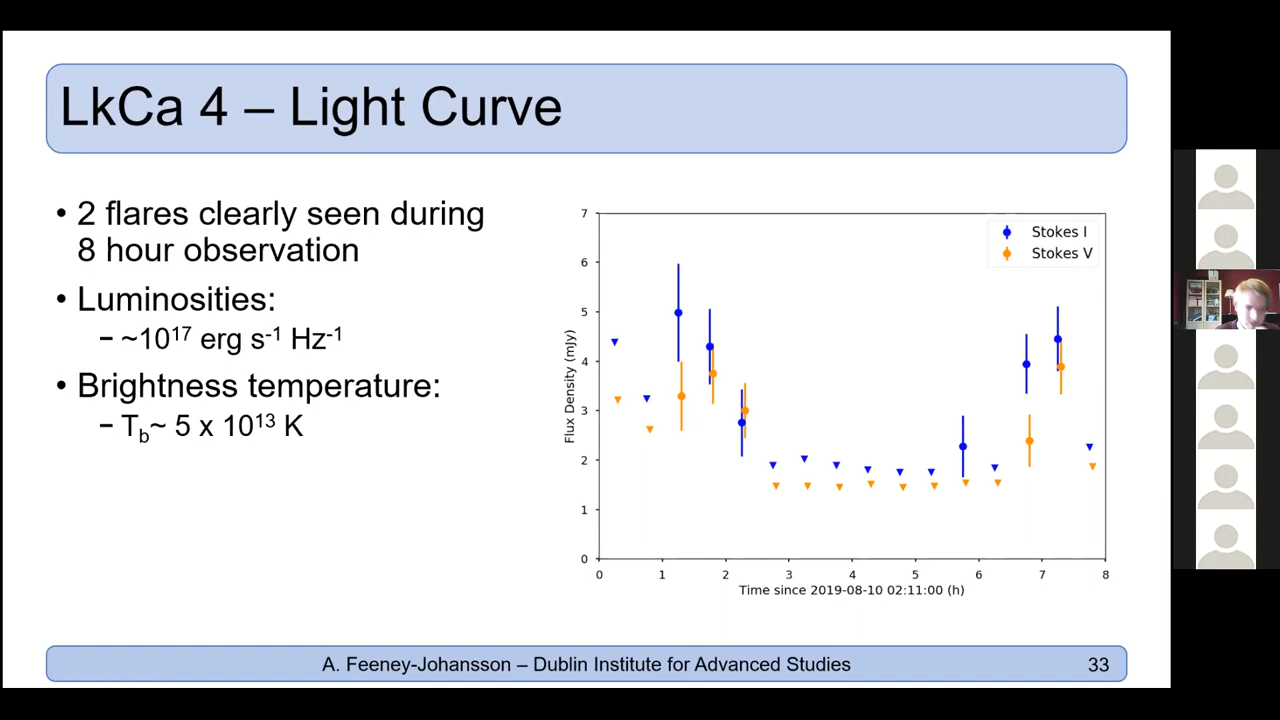 LkCa 4 – Light Curve
• 2 flares clearly seen during
8 hour observation
• Luminosities:
– ~10¹⁷ erg s⁻¹ Hz⁻¹
• Brightness temperature:
– T_b~ 5 x 10¹³ K
7
6
5
4
3
2
1
0
Flux Density (mJy)
Stokes I
Stokes V
0 1 2 3 4 5 6 7 8
Time since 2019-08-10 02:11:00 (h)
A. Feeney-Johansson – Dublin Institute for Advanced Studies 33